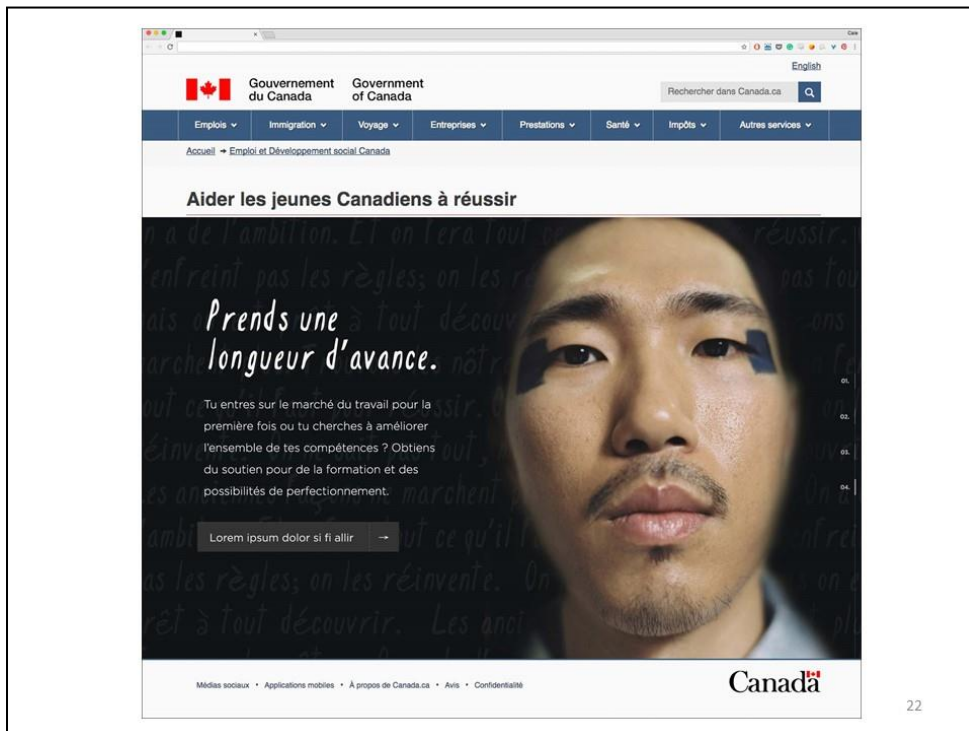 English
Gouvernement
du Canada
Government
of Canada
Rechercher dans Canada.ca
Emplois
Immigration
Voyage
Entreprises
Prestations
Santé
Impôts
Autres services
Accueil → Emploi et Développement social Canada
Aider les jeunes Canadiens à réussir
Prends une
longueur d'avance.
Tu entres sur le marché du travail pour la
première fois ou tu cherches à améliorer
l'ensemble de tes compétences ? Obtiens
du soutien pour de la formation et des
possibilités de perfectionnement.
Lorem ipsum dolor si fi allir →
01.
02.
03.
04.
Médias sociaux • Applications mobiles • À propos de Canada.ca • Avis • Confidentialité
Canada
22